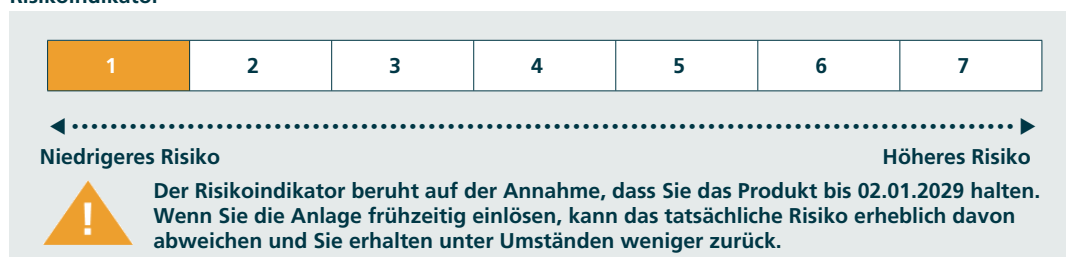 Risikoindikator
1 2 3 4 5 6 7
Niedrigeres Risiko Höheres Risiko
! Der Risikoindikator beruht auf der Annahme, dass Sie das Produkt bis 02.01.2029 halten.
Wenn Sie die Anlage frühzeitig einlösen, kann das tatsächliche Risiko erheblich davon
abweichen und Sie erhalten unter Umständen weniger zurück.